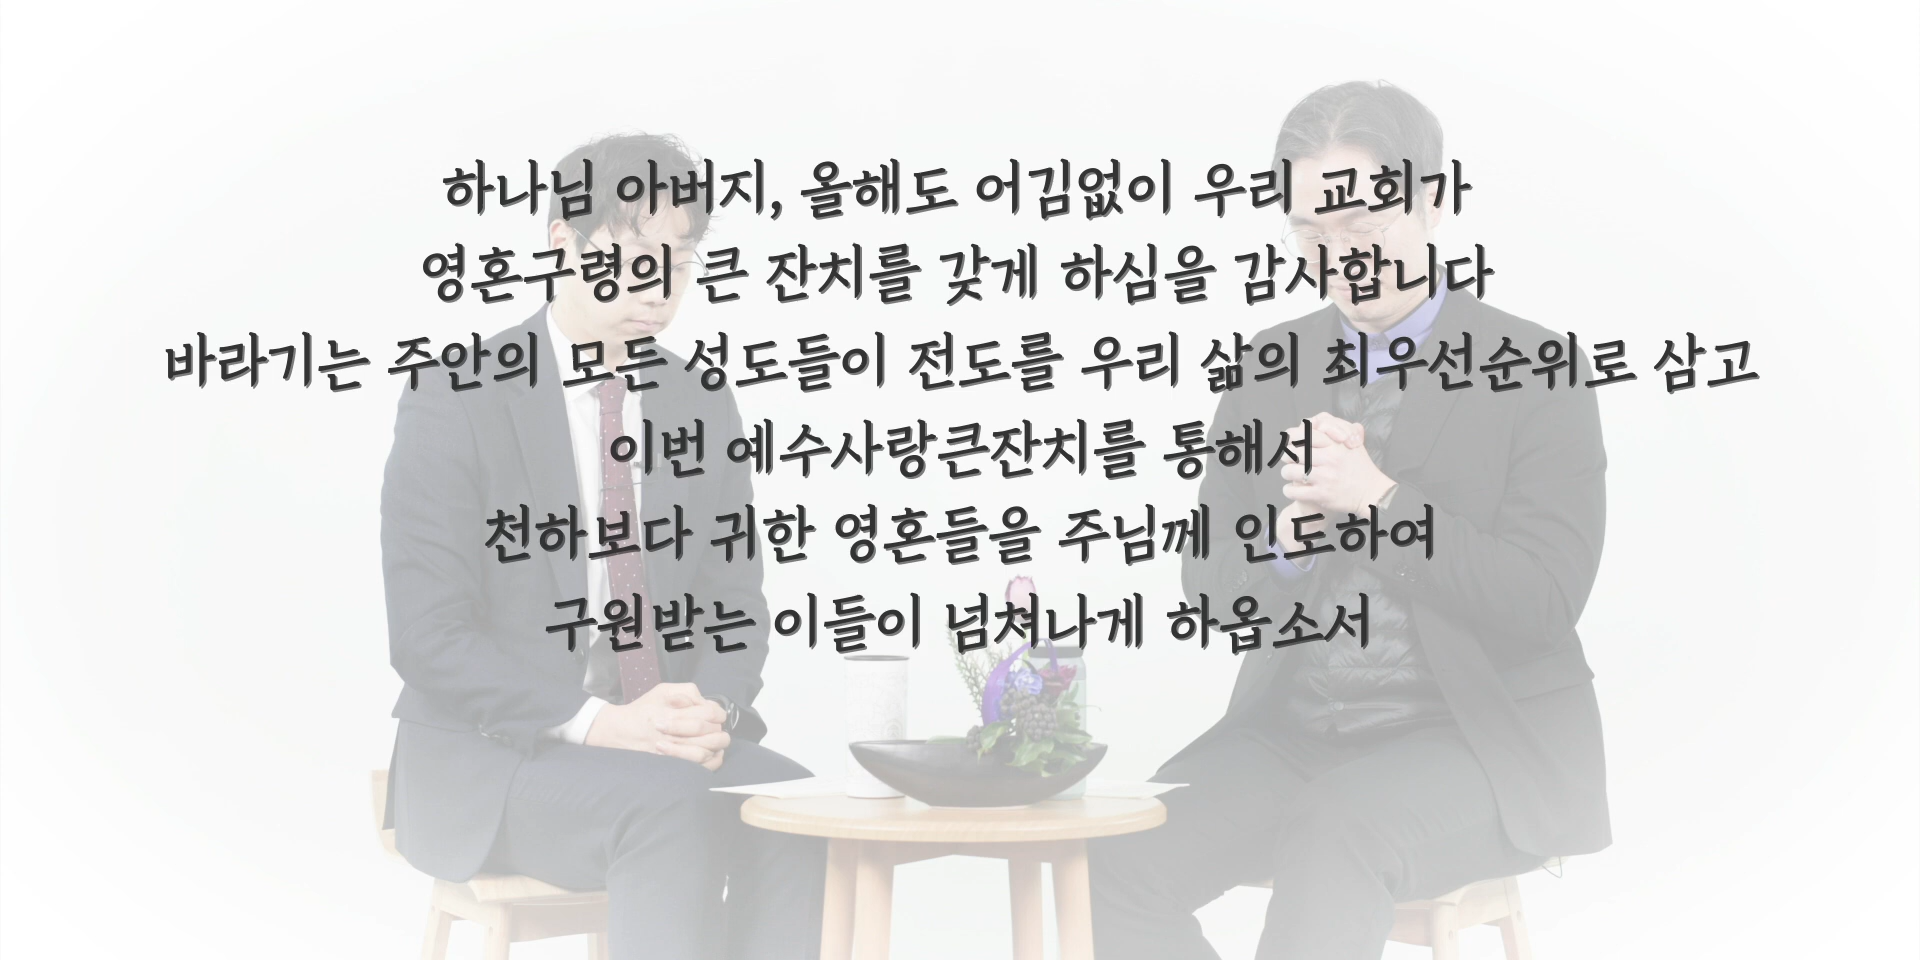 하나님 아버지, 올해도 어김없이 우리 교회가
영혼구령의 큰 잔치를 갖게 하심을 감사합니다
바라기는 주안의 모든 성도들이 전도를 우리 삶의 최우선순위로 삼고
이번 예수사랑큰잔치를 통해서
천하보다 귀한 영혼들을 주님께 인도하여
구원받는 이들이 넘쳐나게 하옵소서